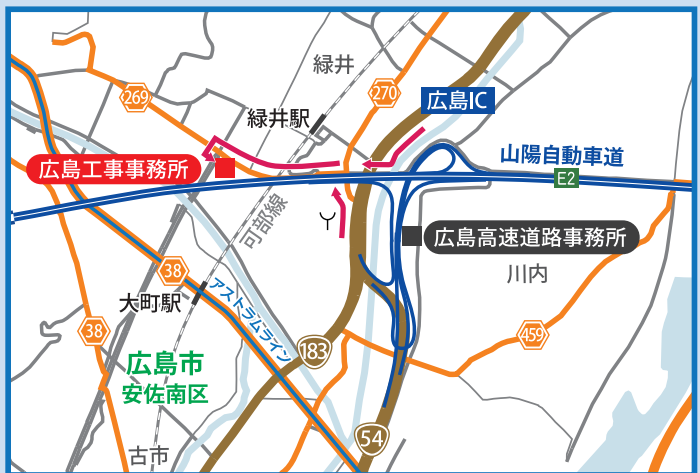 緑井
269
270
広島IC
緑井駅
山陽自動車道
E2
広島工事事務所
可部線
広島高速道路事務所
川内
38
大町駅
アストラムライン
38
459
183
広島市
安佐南区
54
古市